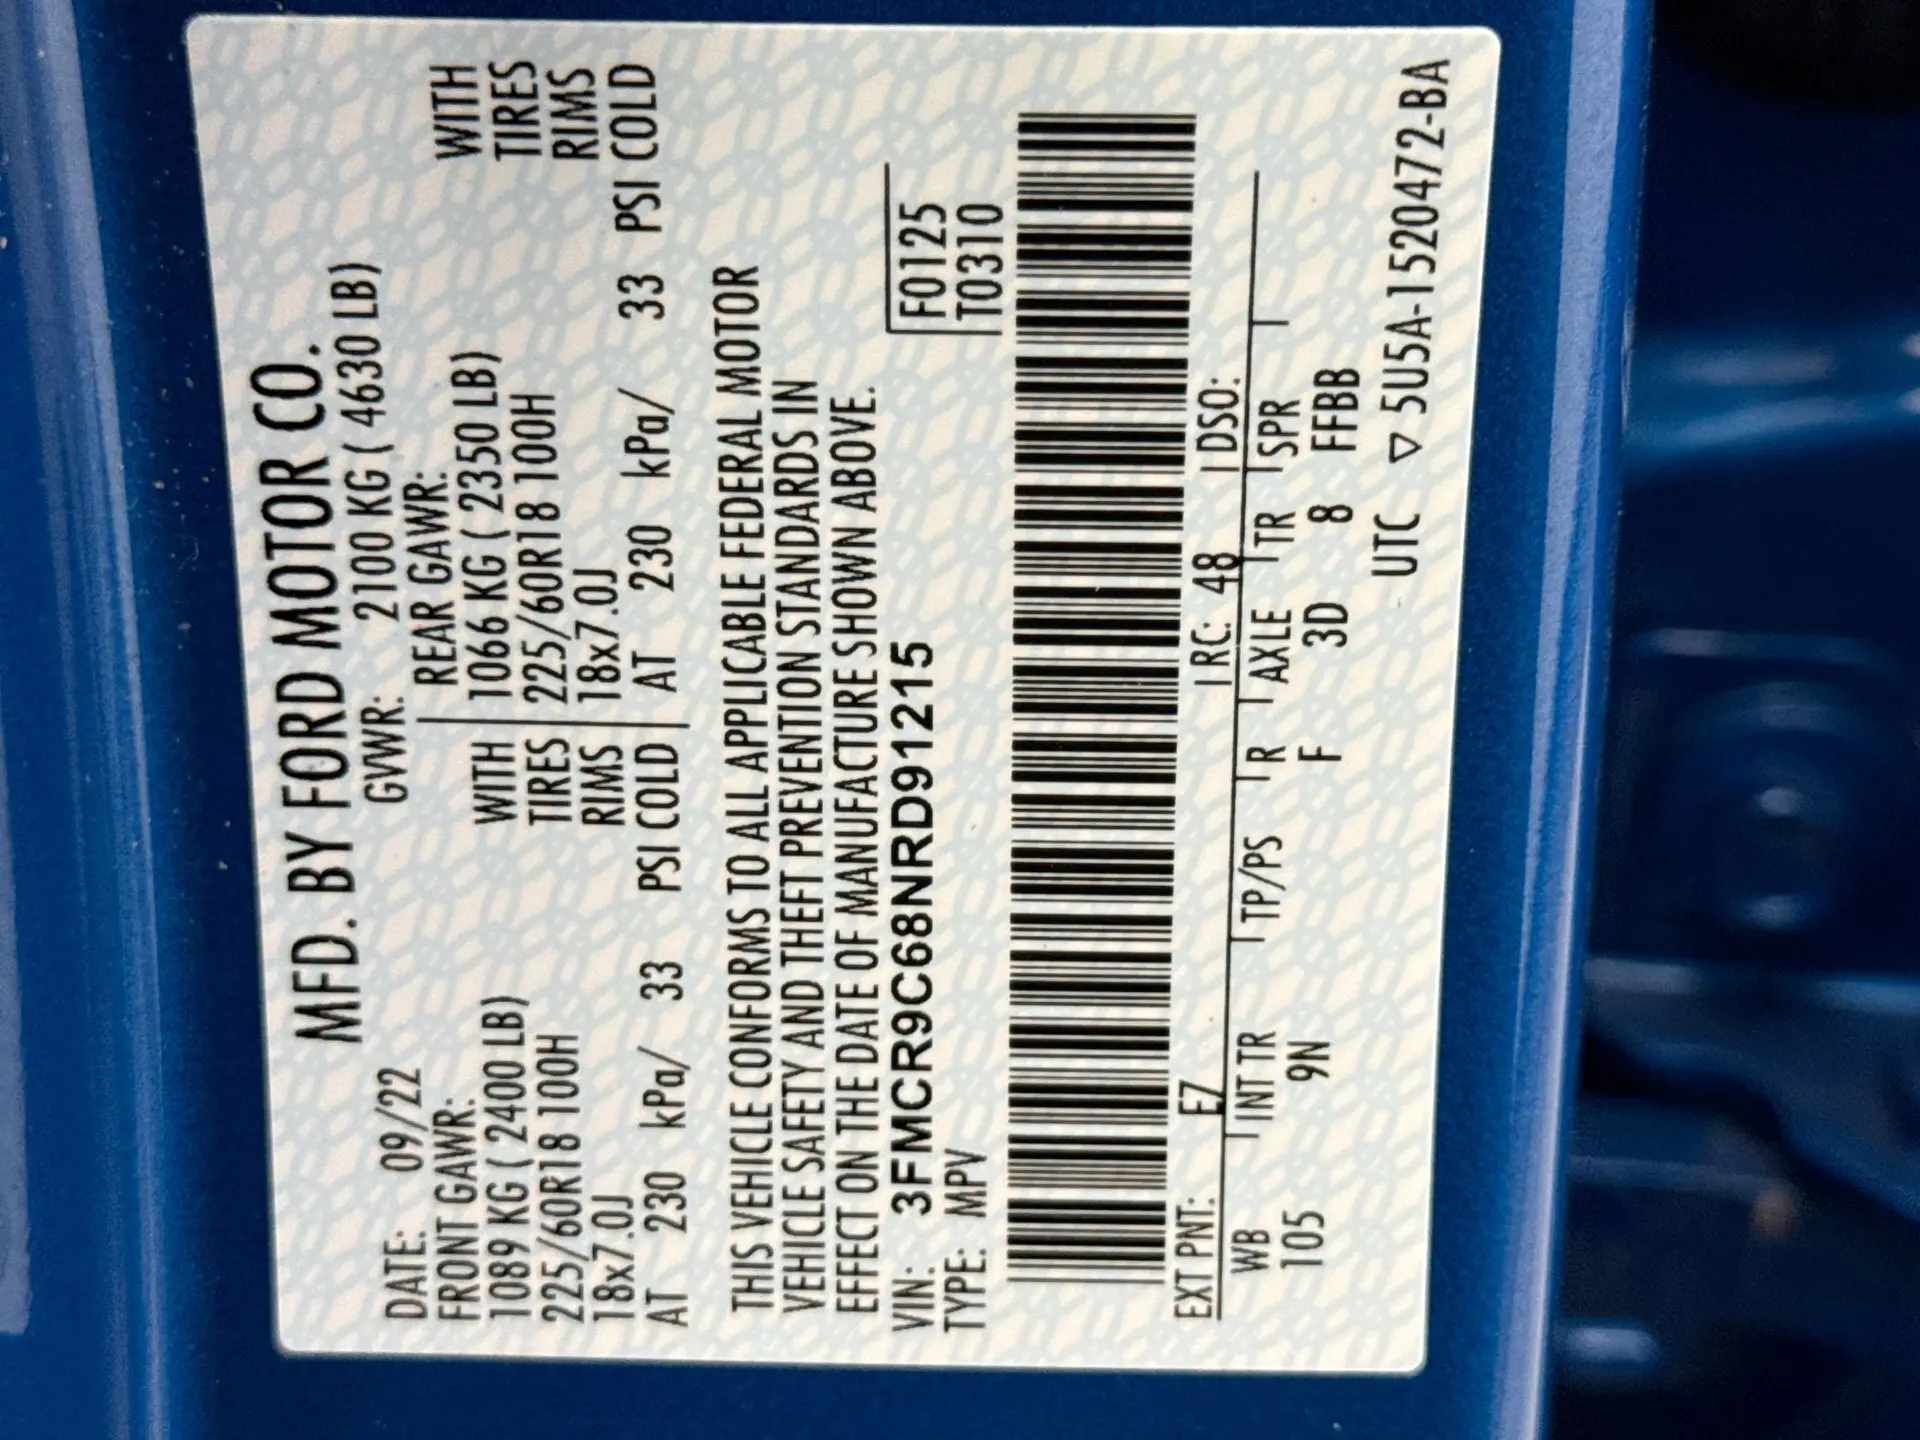 MFD. BY FORD MOTOR CO.
DATE: 09/22 GVWR: 2100 KG ( 4630 LB)
FRONT GAWR: REAR GAWR:
1089 KG ( 2400 LB) WITH 1066 KG ( 2350 LB) WITH
225/60R18 100H TIRES 225/60R18 100H TIRES
18x7.0J RIMS 18x7.0J RIMS
AT 230 kPa/ 33 PSI COLD AT 230 kPa/ 33 PSI COLD
THIS VEHICLE CONFORMS TO ALL APPLICABLE FEDERAL MOTOR
VEHICLE SAFETY AND THEFT PREVENTION STANDARDS IN
EFFECT ON THE DATE OF MANUFACTURE SHOWN ABOVE.
VIN: 3FMCR9C68NRD91215 F0125
TYPE: MPV T0310
EXT PNT: E7 RC: 48 DSO:
WB INT TR TP/PS R AXLE TR SPR
105 9N F 3D 8 FFBB
UTC ▽ 5U5A-1520472-BA